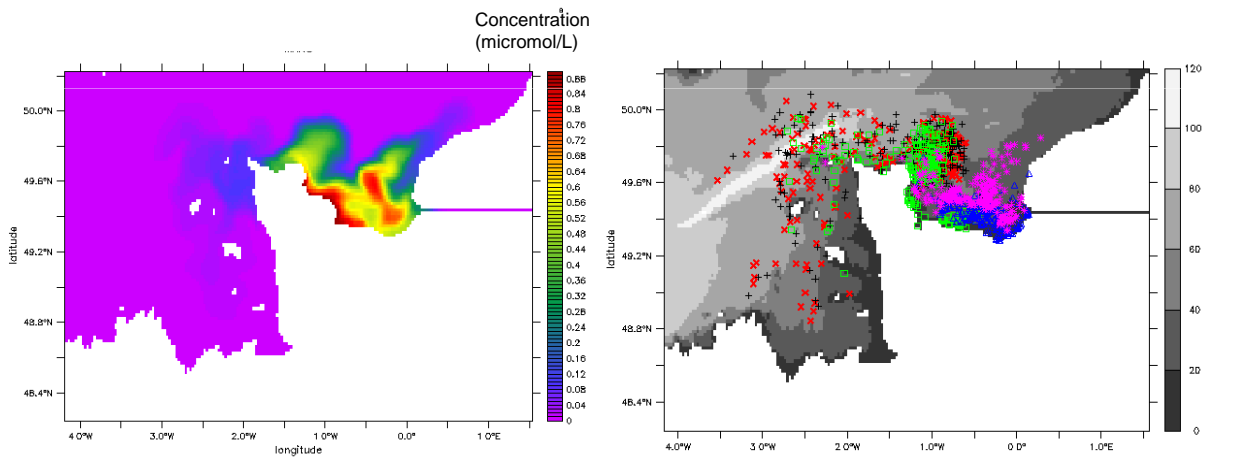 Concentration
(micromol/L)
50.0°N
49.6°N
49.2°N
48.8°N
48.4°N
latitude
4.0°W
3.0°W
2.0°W
1.0°W
0.0°
1.0°E
longitude
0.88
0.84
0.8
0.76
0.72
0.68
0.64
0.6
0.56
0.52
0.48
0.44
0.4
0.36
0.32
0.28
0.24
0.2
0.16
0.12
0.08
0.04
0
50.0°N
49.6°N
49.2°N
48.8°N
48.4°N
latitude
4.0°W
3.0°W
2.0°W
1.0°W
0.0°
1.0°E
120
100
80
60
40
20
0